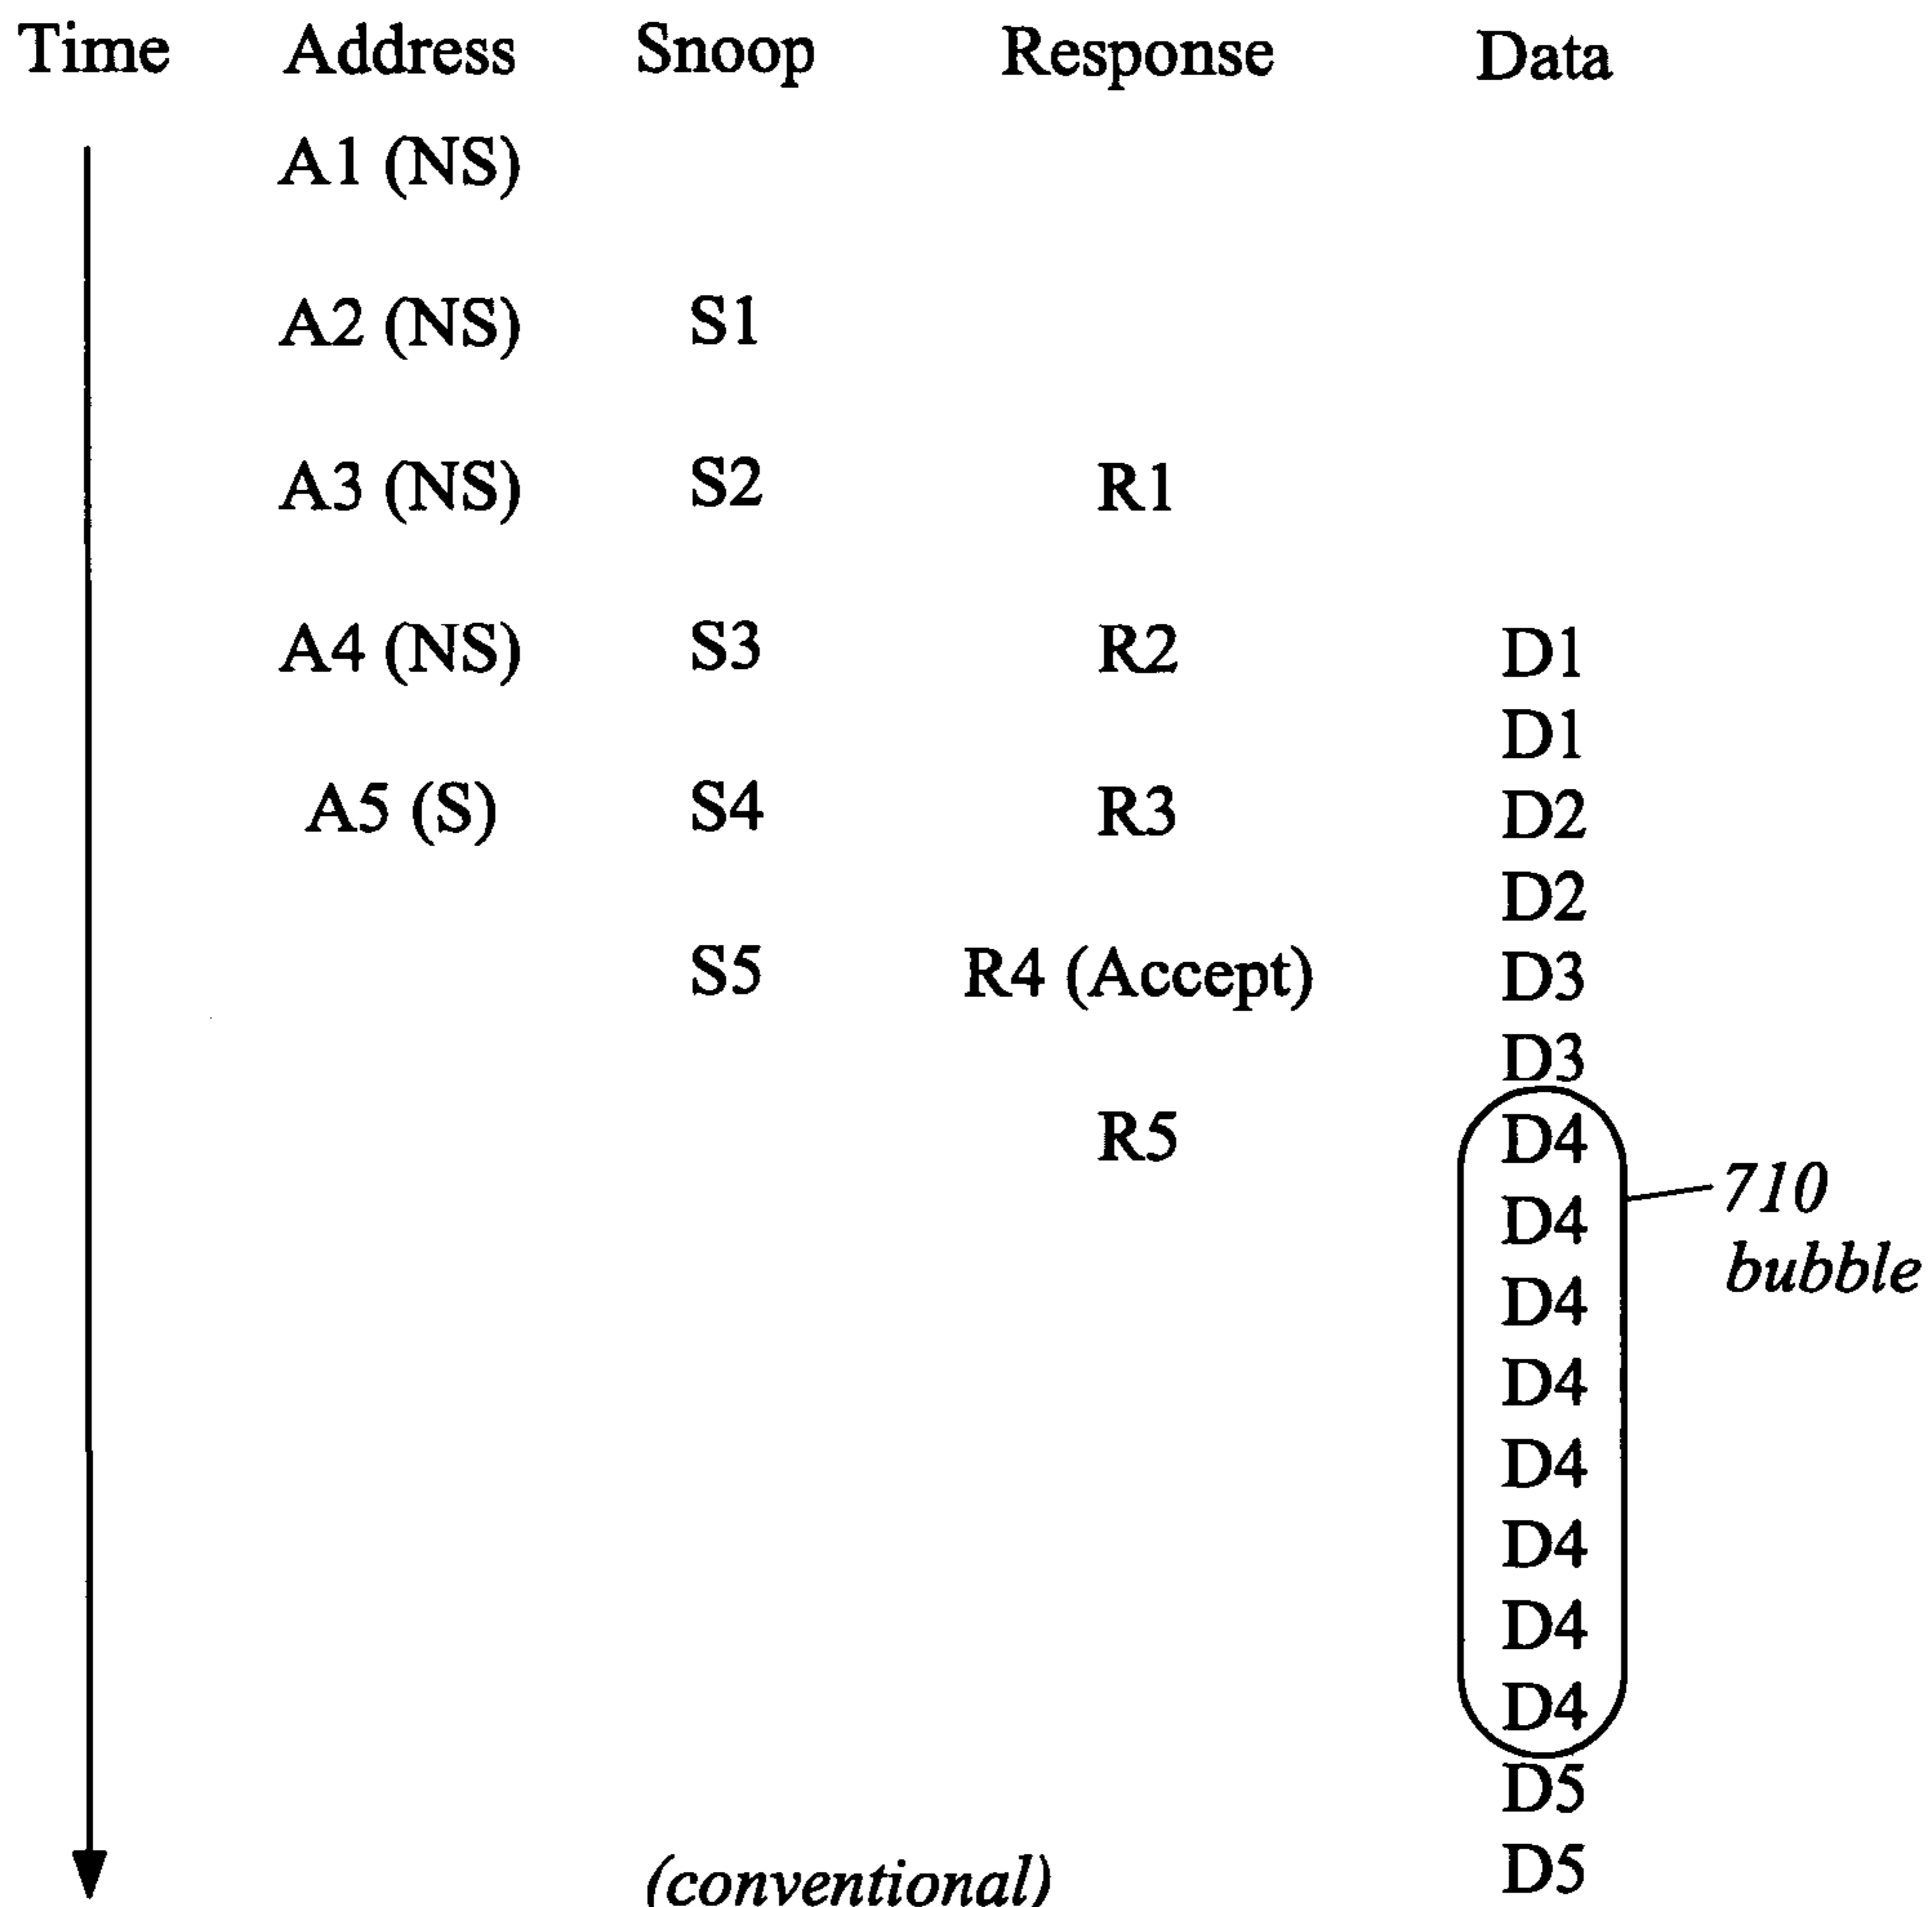 Time Address Snoop Response Data
A1 (NS)
A2 (NS) S1
A3 (NS) S2 R1
A4 (NS) S3 R2 D1
D1
A5 (S) S4 R3 D2
D2
S5 R4 (Accept) D3
D3
R5 D4
710
D4
bubble
D4
D4
D4
D4
D4
D4
D5
(conventional) D5